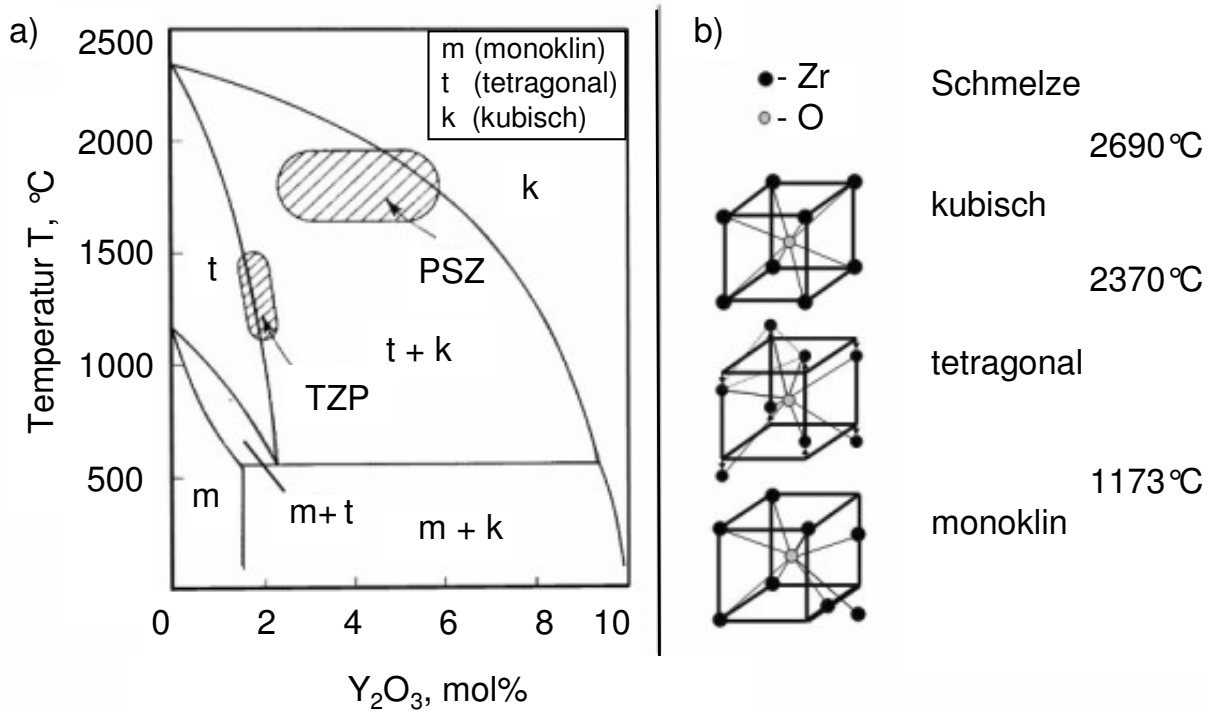 a)
2500
2000
1500
1000
500
Temperatur T, °C
m (monoklin)
t (tetragonal)
k (kubisch)
k
PSZ
t
t + k
TZP
m
m+ t
m + k
0 2 4 6 8 10
Y₂O₃, mol%
b)
- Zr
- O
Schmelze
2690°C
kubisch
2370°C
tetragonal
1173°C
monoklin